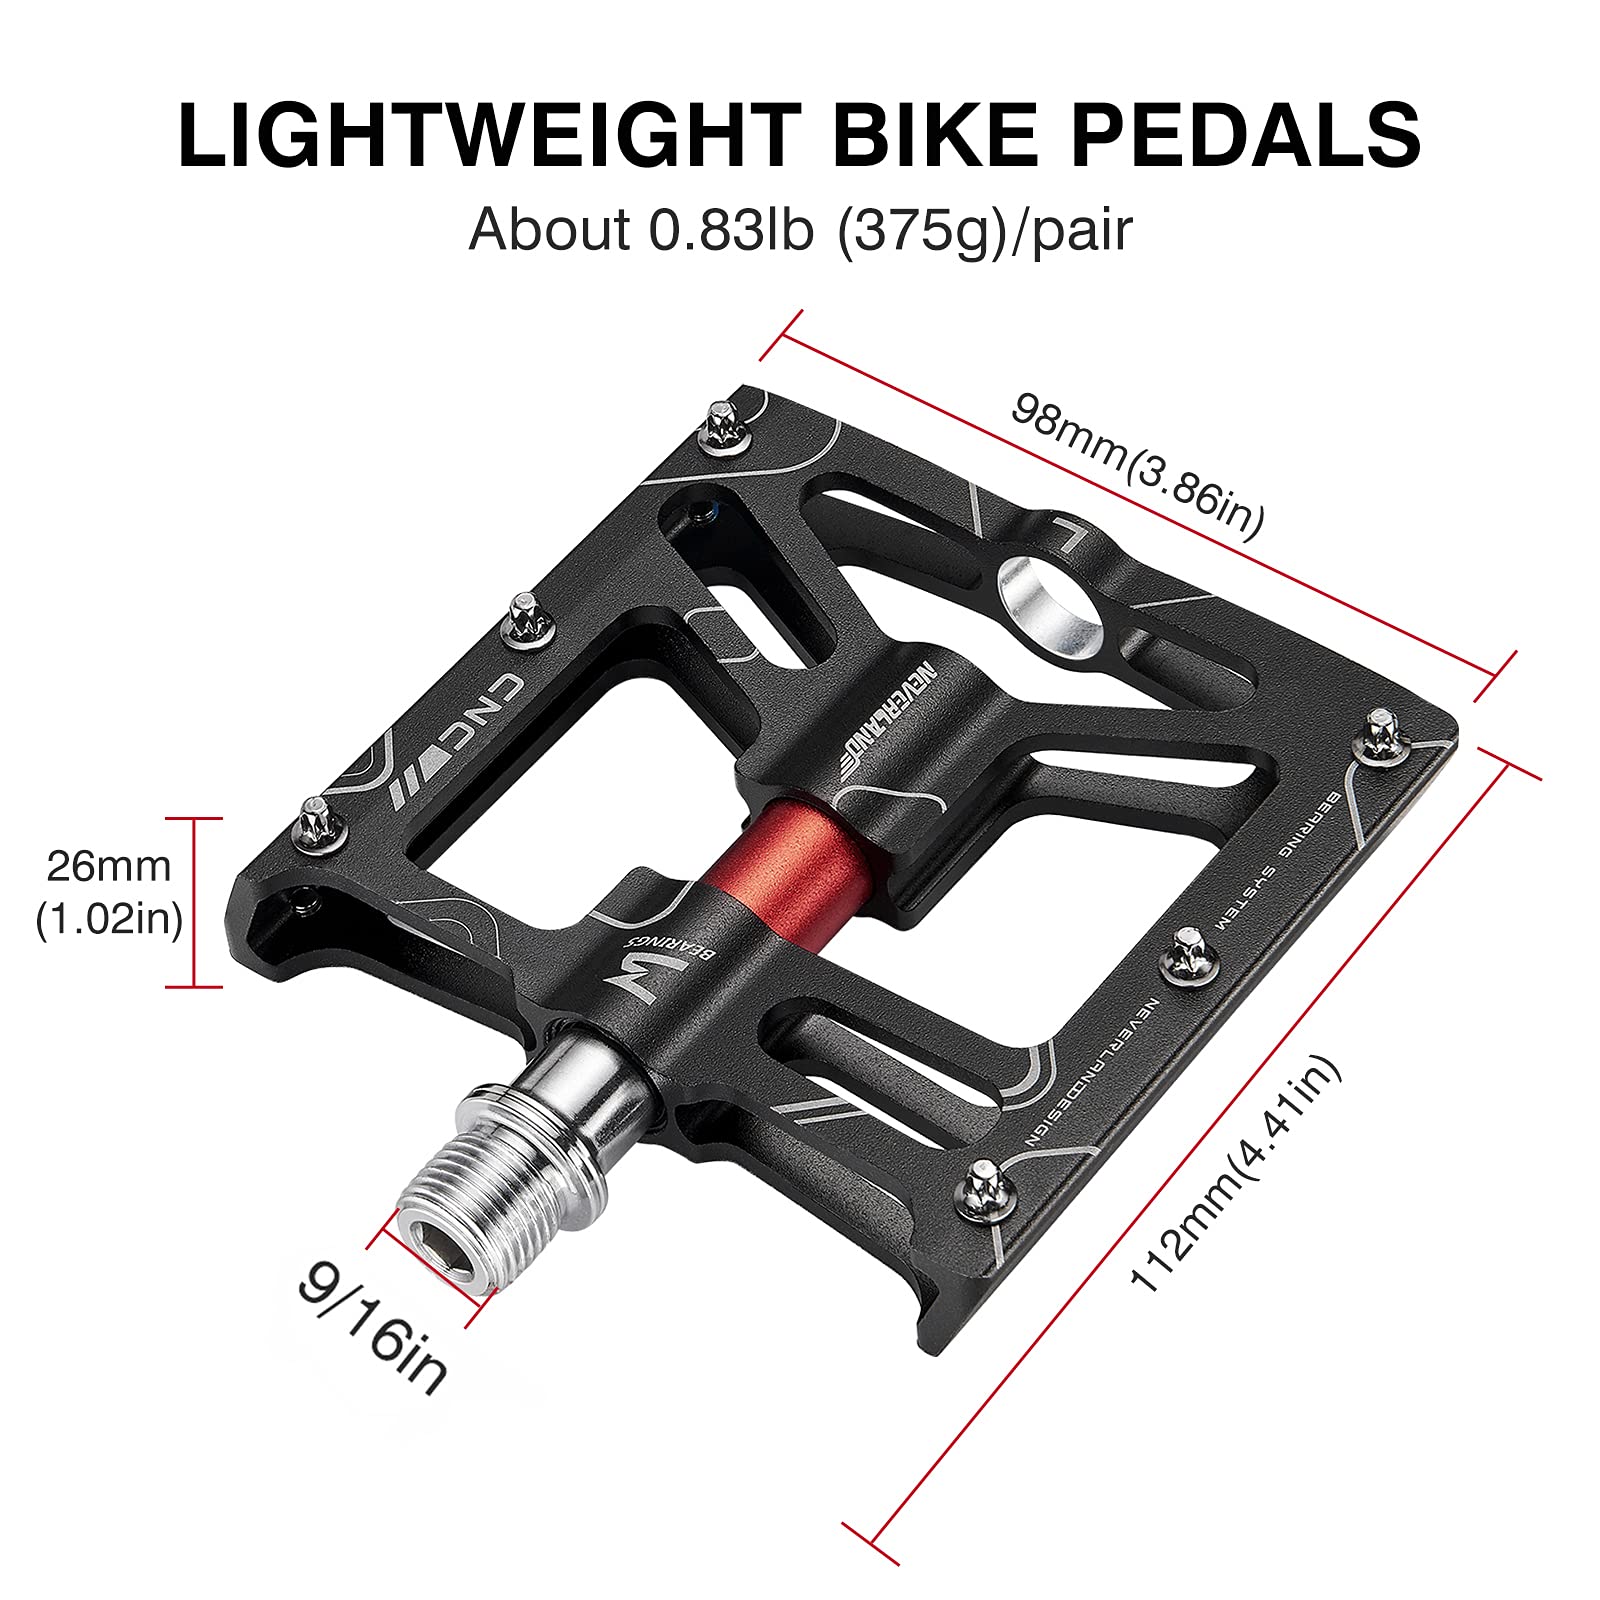 LIGHTWEIGHT BIKE PEDALS
About 0.83lb (375g)/pair
98mm(3.86in)
L
NEVERLAND
CNC
26mm
(1.02in)
BEARING SYSTEM
BEARINGS
NEVERLANDDESIGN
112mm(4.41in)
9/16in